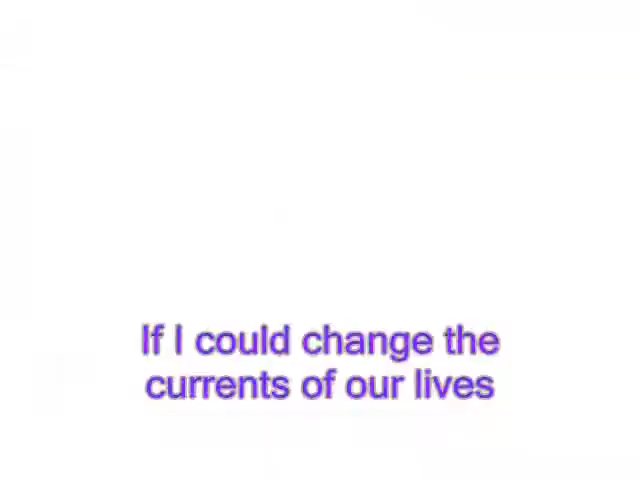 If I could change the
currents of our lives